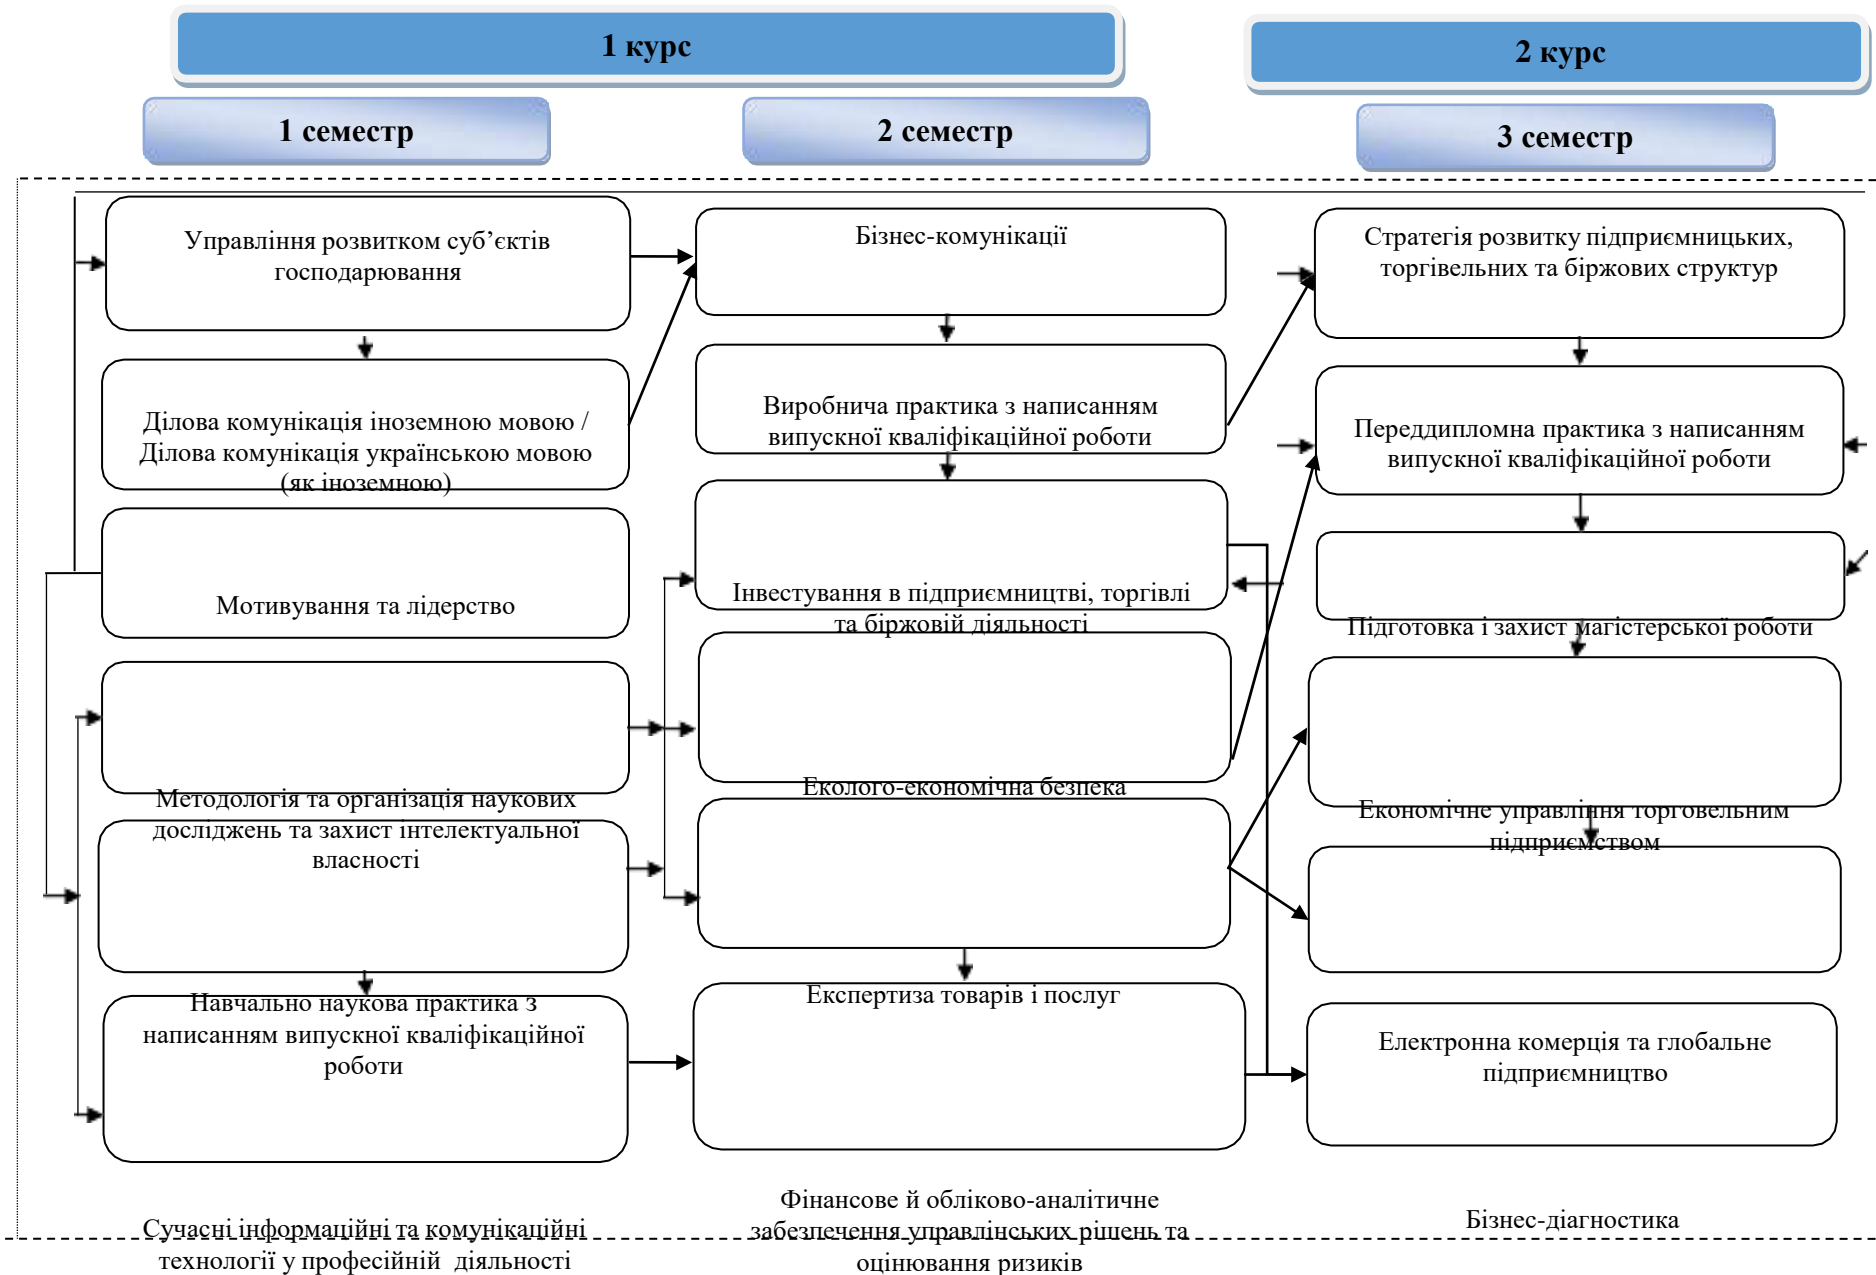 1 курс
2 курс
1 семестр
2 семестр
3 семестр
Управління розвитком суб’єктів
господарювання
Ділова комунікація іноземною мовою /
Ділова комунікація українською мовою
(як іноземною)
Мотивування та лідерство
Методологія та організація наукових
досліджень та захист інтелектуальної
власності
Навчально наукова практика з
написанням випускної кваліфікаційної
роботи
Сучасні інформаційні та комунікаційні
технології у професійній діяльності
Бізнес-комунікації
Виробнича практика з написанням
випускної кваліфікаційної роботи
Інвестування в підприємництві, торгівлі
та біржовій діяльності
Еколого-економічна безпека
Експертиза товарів і послуг
Фінансове й обліково-аналітичне
забезпечення управлінських рішень та
оцінювання ризиків
Стратегія розвитку підприємницьких,
торгівельних та біржових структур
Переддипломна практика з написанням
випускної кваліфікаційної роботи
Підготовка і захист магістерської роботи
Економічне управління торговельним
підприємством
Електронна комерція та глобальне
підприємництво
Бізнес-діагностика